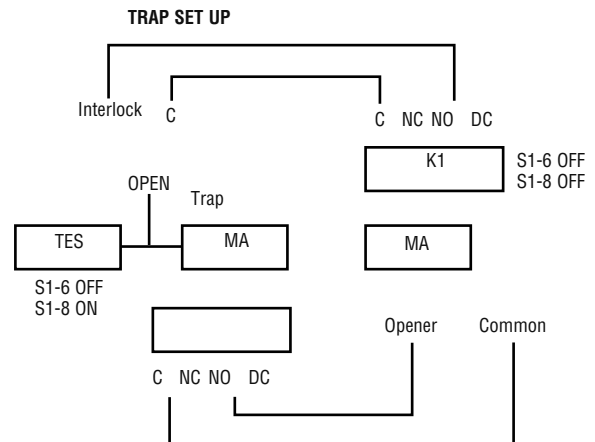 TRAP SET UP
Interlock C
C NC NO DC
K1
S1-6 OFF
S1-8 OFF
OPEN
Trap
TES
MA
MA
S1-6 OFF
S1-8 ON
Opener Common
C NC NO DC